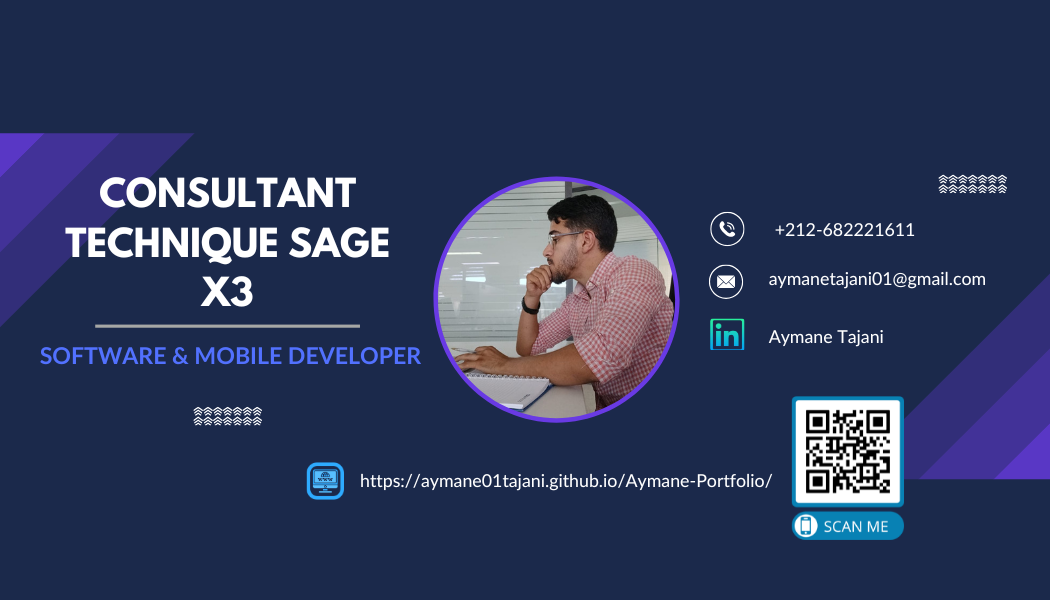 CONSULTANT
TECHNIQUE SAGE
X3
SOFTWARE & MOBILE DEVELOPER
+212-682221611
aymanetajani01@gmail.com
in
Aymane Tajani
https://aymane01tajani.github.io/Aymane-Portfolio/
SCAN ME